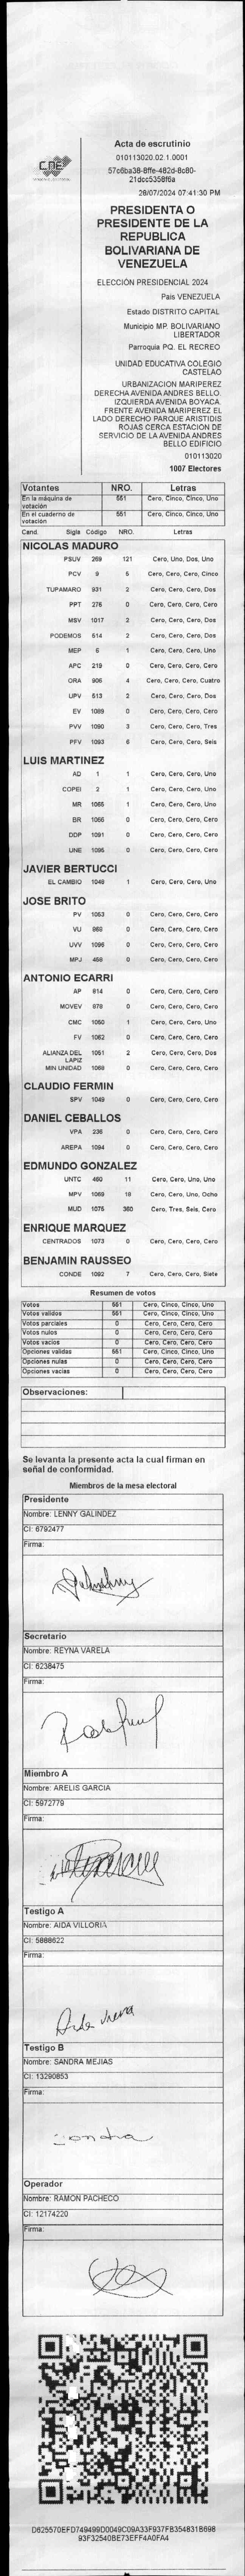 CNE
Acta de escrutinio
010113020.02.1.0001
57c6ba38-8ffe-482d-8c80-
21dcc5358f6a
28/07/2024 07:41:30 PM
PRESIDENTA O
PRESIDENTE DE LA
REPUBLICA
BOLIVARIANA DE
VENEZUELA
ELECCIÓN PRESIDENCIAL 2024
País VENEZUELA
Estado DISTRITO CAPITAL
Municipio MP. BOLIVARIANO
LIBERTADOR
Parroquia PQ. EL RECREO
UNIDAD EDUCATIVA COLEGIO
CASTELAO
URBANIZACION MARIPEREZ
DERECHA AVENIDA ANDRES BELLO.
IZQUIERDA AVENIDA BOYACA.
FRENTE AVENIDA MARIPEREZ EL
LADO DERECHO PARQUE ARISTIDIS
ROJAS CERCA ESTACION DE
SERVICIO DE LA AVENIDA ANDRES
BELLO EDIFICIO
010113020
1007 Electores
Votantes NRO. Letras
En la máquina de votación 551 Cero, Cinco, Cinco, Uno
En el cuaderno de votación 551 Cero, Cinco, Cinco, Uno
Cand. Sigla Código NRO. Letras
NICOLAS MADURO
PSUV 269 121 Cero, Uno, Dos, Uno
PCV 9 5 Cero, Cero, Cero, Cinco
TUPAMARO 931 2 Cero, Cero, Cero, Dos
PPT 276 0 Cero, Cero, Cero, Cero
MSV 1017 2 Cero, Cero, Cero, Dos
PODEMOS 514 2 Cero, Cero, Cero, Dos
MEP 6 1 Cero, Cero, Cero, Uno
APC 219 0 Cero, Cero, Cero, Cero
ORA 906 4 Cero, Cero, Cero, Cuatro
UPV 513 2 Cero, Cero, Cero, Dos
EV 1089 0 Cero, Cero, Cero, Cero
PVV 1090 3 Cero, Cero, Cero, Tres
PFV 1093 6 Cero, Cero, Cero, Seis
LUIS MARTINEZ
AD 1 1 Cero, Cero, Cero, Uno
COPEI 2 1 Cero, Cero, Cero, Uno
MR 1065 1 Cero, Cero, Cero, Uno
BR 1066 0 Cero, Cero, Cero, Cero
DDP 1091 0 Cero, Cero, Cero, Cero
UNE 1095 0 Cero, Cero, Cero, Cero
JAVIER BERTUCCI
EL CAMBIO 1048 1 Cero, Cero, Cero, Uno
JOSE BRITO
PV 1053 0 Cero, Cero, Cero, Cero
VU 869 0 Cero, Cero, Cero, Cero
UVV 1096 0 Cero, Cero, Cero, Cero
MPJ 468 0 Cero, Cero, Cero, Cero
ANTONIO ECARRI
AP 814 0 Cero, Cero, Cero, Cero
MOVEV 878 0 Cero, Cero, Cero, Cero
CMC 1050 1 Cero, Cero, Cero, Uno
FV 1052 0 Cero, Cero, Cero, Cero
ALIANZA DEL LAPIZ 1051 2 Cero, Cero, Cero, Dos
MIN UNIDAD 1068 0 Cero, Cero, Cero, Cero
CLAUDIO FERMIN
SPV 1049 0 Cero, Cero, Cero, Cero
DANIEL CEBALLOS
VPA 236 0 Cero, Cero, Cero, Cero
AREPA 1094 0 Cero, Cero, Cero, Cero
EDMUNDO GONZALEZ
UNTC 460 11 Cero, Cero, Uno, Uno
MPV 1069 18 Cero, Cero, Uno, Ocho
MUD 1075 360 Cero, Tres, Seis, Cero
ENRIQUE MARQUEZ
CENTRADOS 1073 0 Cero, Cero, Cero, Cero
BENJAMIN RAUSSEO
CONDE 1092 7 Cero, Cero, Cero, Siete
Resumen de votos
Votos 551 Cero, Cinco, Cinco, Uno
Votos validos 551 Cero, Cinco, Cinco, Uno
Votos parciales 0 Cero, Cero, Cero, Cero
Votos nulos 0 Cero, Cero, Cero, Cero
Votos vacios 0 Cero, Cero, Cero, Cero
Opciones validas 551 Cero, Cinco, Cinco, Uno
Opciones nulas 0 Cero, Cero, Cero, Cero
Opciones vacias 0 Cero, Cero, Cero, Cero
Observaciones:
Se levanta la presente acta la cual firman en
señal de conformidad.
Miembros de la mesa electoral
Presidente
Nombre: LENNY GALINDEZ
CI: 6792477
Firma:
Secretario
Nombre: REYNA VARELA
CI: 6238475
Firma:
Miembro A
Nombre: ARELIS GARCIA
CI: 5972779
Firma:
Testigo A
Nombre: AIDA VILLORIA
CI: 5888622
Firma:
Testigo B
Nombre: SANDRA MEJIAS
CI: 13290853
Firma:
Sandra
Operador
Nombre: RAMON PACHECO
CI: 12174220
Firma:
D625570EFD749499D0049C09A33F937FB354831B698
93F32540BE73EFF4A0FA4